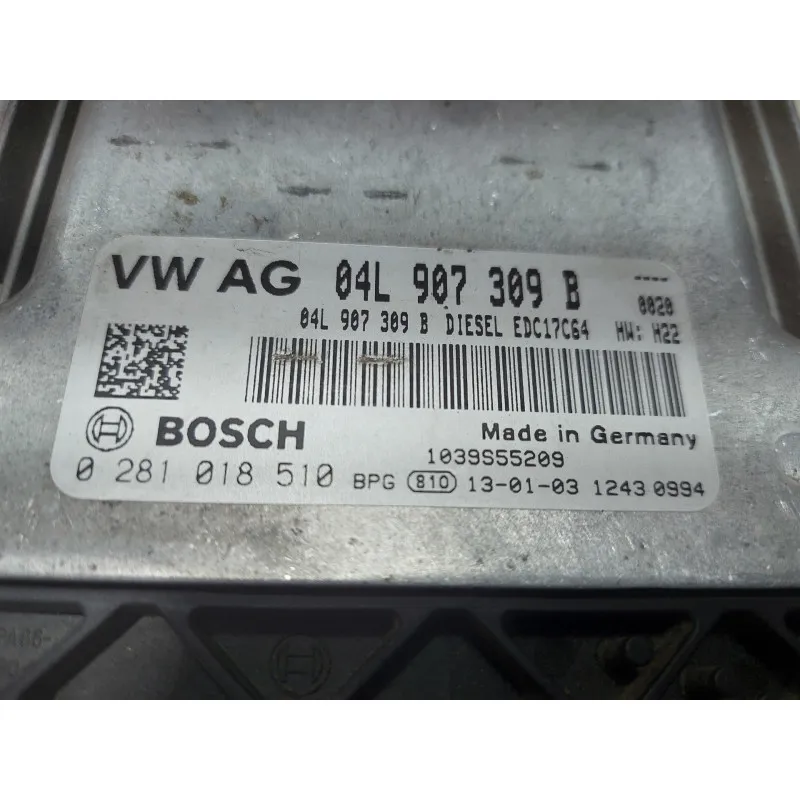 VW AG 04L 907 309 B ----
0020
04L 907 309 B DIESEL EDC17C64 HW: H22
BOSCH Made in Germany
1039S55209
0 281 018 510 BPG 810 13-01-03 1243 0994